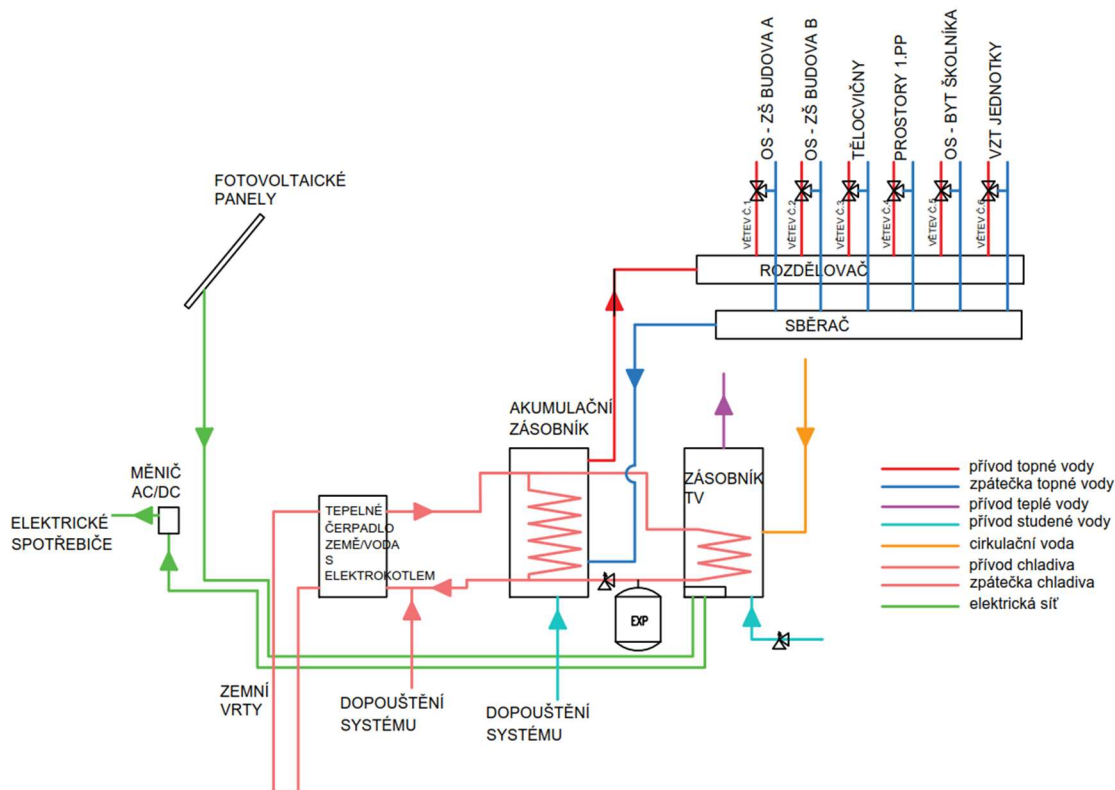 OS - ZŠ BUDOVA A
OS - ZŠ BUDOVA B
TĚLOCVIČNY
PROSTORY 1.PP
OS - BYT ŠKOLNÍKA
VZT JEDNOTKY
VĚTEV Č.1
VĚTEV Č.2
VĚTEV Č.3
VĚTEV Č.4
VĚTEV Č.5
VĚTEV Č.6
ROZDĚLOVAČ
SBĚRAČ
FOTOVOLTAICKÉ
PANELY
AKUMULAČNÍ
ZÁSOBNÍK
ZÁSOBNÍK
TV
MĚNIČ
AC/DC
ELEKTRICKÉ
SPOTŘEBIČE
TEPELNÉ
ČERPADLO
ZEMĚ/VODA
S
ELEKTROKOTLEM
EXP
ZEMNÍ
VRTY
DOPOUŠTĚNÍ
SYSTÉMU
DOPOUŠTĚNÍ
SYSTÉMU
přívod topné vody
zpátečka topné vody
přívod teplé vody
přívod studené vody
cirkulační voda
přívod chladiva
zpátečka chladiva
elektrická síť